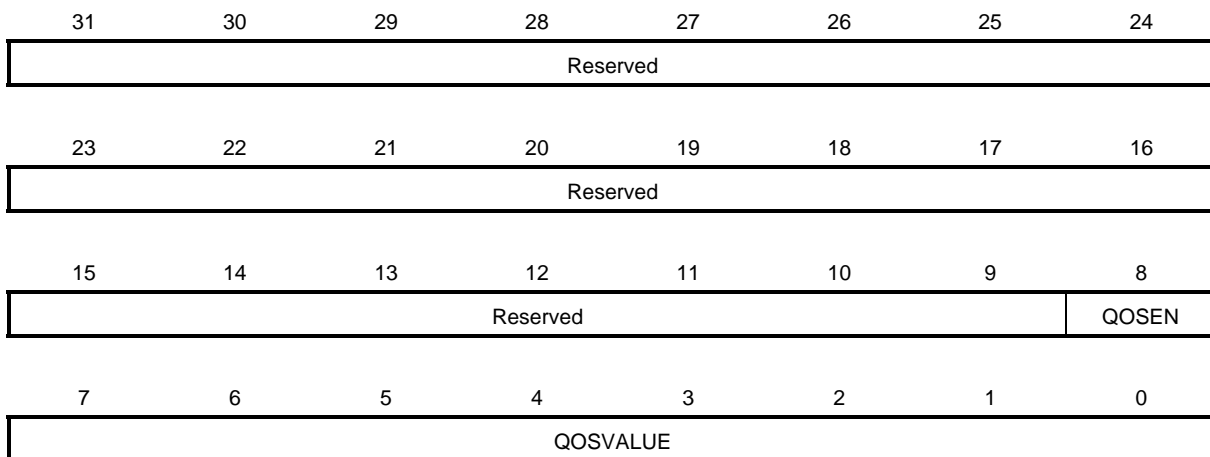 31 30 29 28 27 26 25 24
Reserved
23 22 21 20 19 18 17 16
Reserved
15 14 13 12 11 10 9 8
Reserved QOSEN
7 6 5 4 3 2 1 0
QOSVALUE